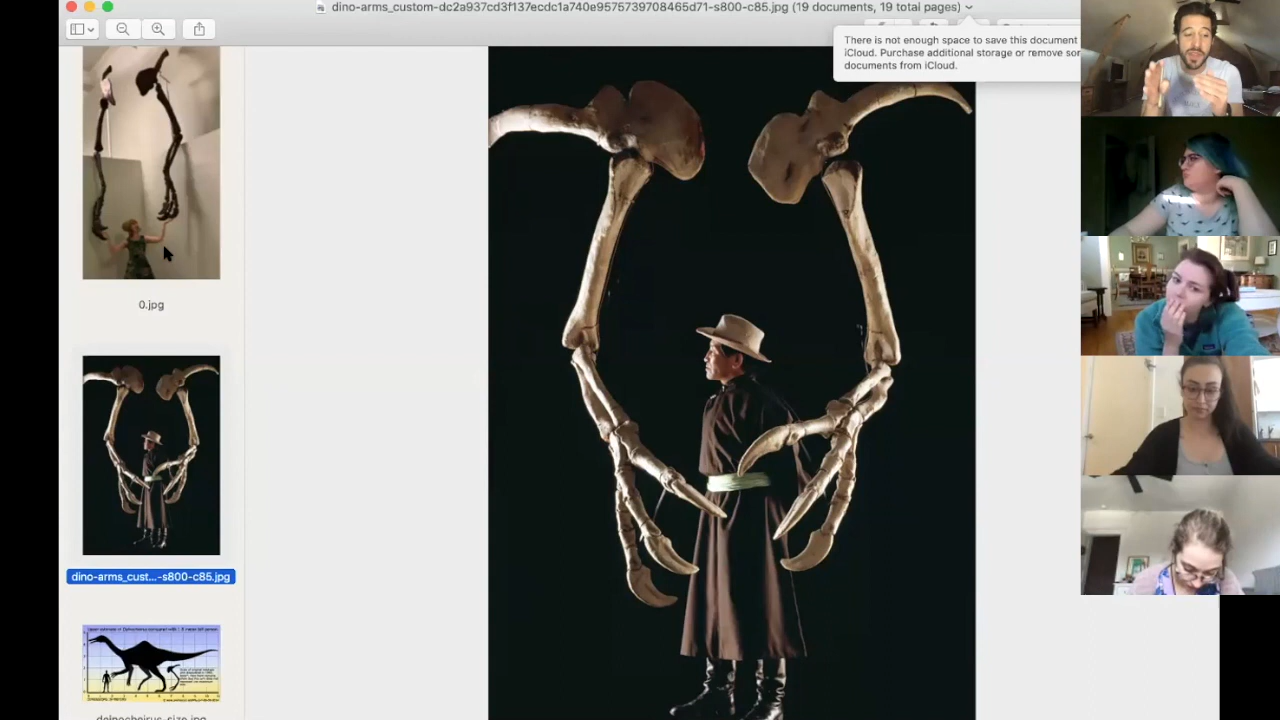 dino-arms_custom-dc2a937cd3f137ecdc1a740e9575739708465d71-s800-c85.jpg (19 documents, 19 total pages)
There is not enough space to save this document
iCloud. Purchase additional storage or remove
documents from iCloud.
0.jpg
dino-arms_cust...-s800-c85.jpg
deinocheirus-size.jpg